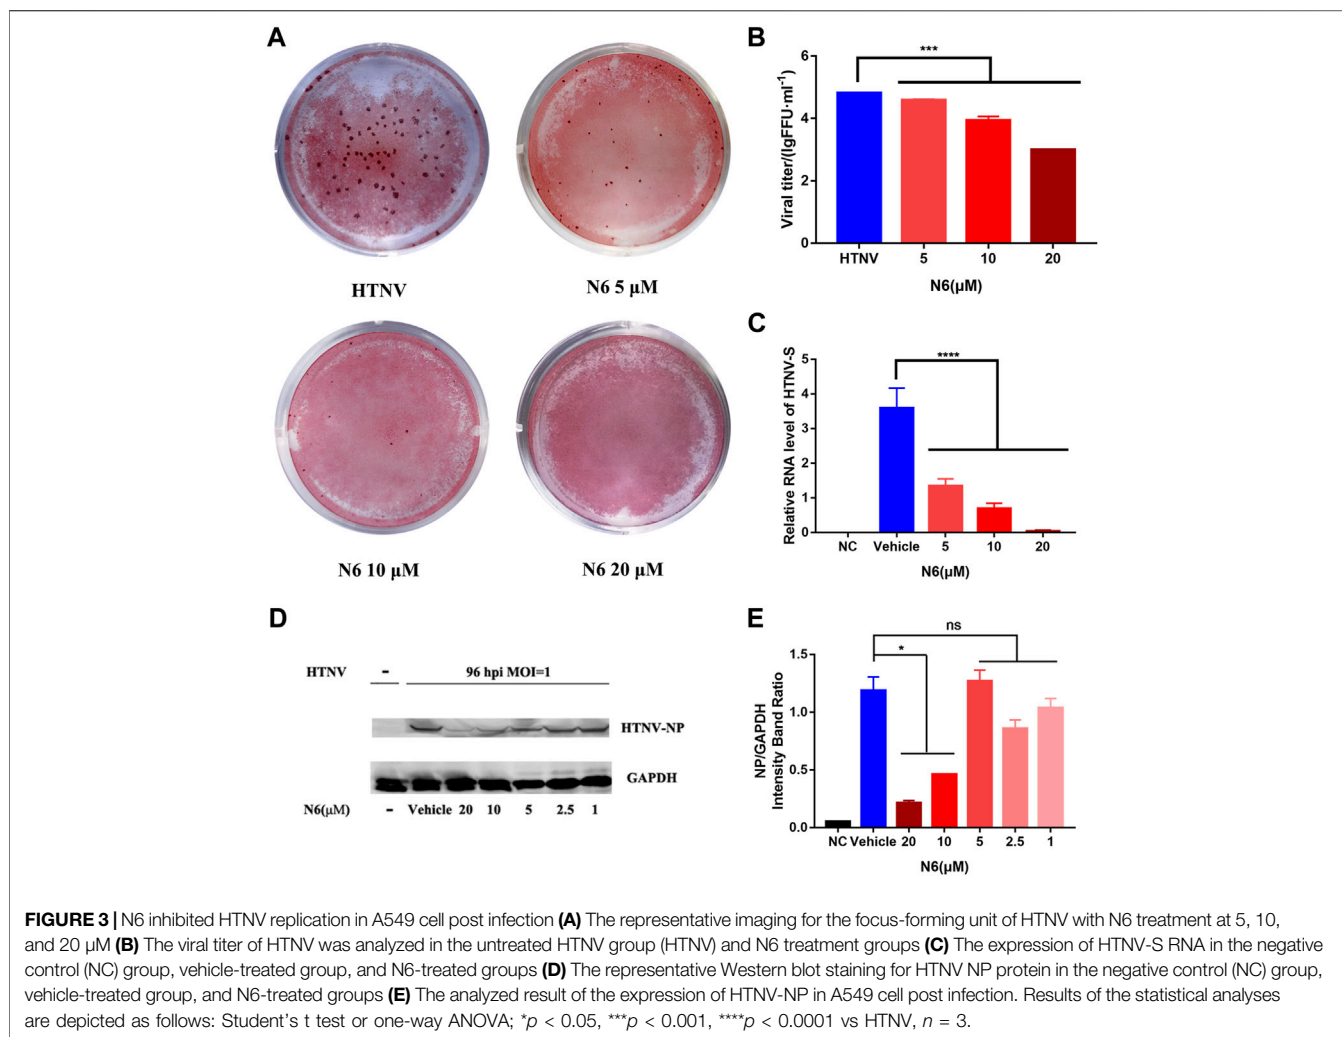 A
HTNV
N6 5 μM
N6 10 μM
N6 20 μM
B
***
Viral titer/(lgFFU·ml⁻¹)
6
4
2
0
HTNV 5 10 20
N6(μM)
C
****
Relative RNA level of HTNV-S
5
4
3
2
1
0
NC Vehicle 5 10 20
N6(μM)
D
HTNV - 96 hpi MOI=1
HTNV-NP
GAPDH
N6(μM) - Vehicle 20 10 5 2.5 1
E
ns
*
NP/GAPDH
Intensity Band Ratio
1.5
1.0
0.5
0.0
NC Vehicle 20 10 5 2.5 1
N6(μM)
FIGURE 3 | N6 inhibited HTNV replication in A549 cell post infection (A) The representative imaging for the focus-forming unit of HTNV with N6 treatment at 5, 10,
and 20 μM (B) The viral titer of HTNV was analyzed in the untreated HTNV group (HTNV) and N6 treatment groups (C) The expression of HTNV-S RNA in the negative
control (NC) group, vehicle-treated group, and N6-treated groups (D) The representative Western blot staining for HTNV NP protein in the negative control (NC) group,
vehicle-treated group, and N6-treated groups (E) The analyzed result of the expression of HTNV-NP in A549 cell post infection. Results of the statistical analyses
are depicted as follows: Student's t test or one-way ANOVA; *p < 0.05, ***p < 0.001, ****p < 0.0001 vs HTNV, n = 3.